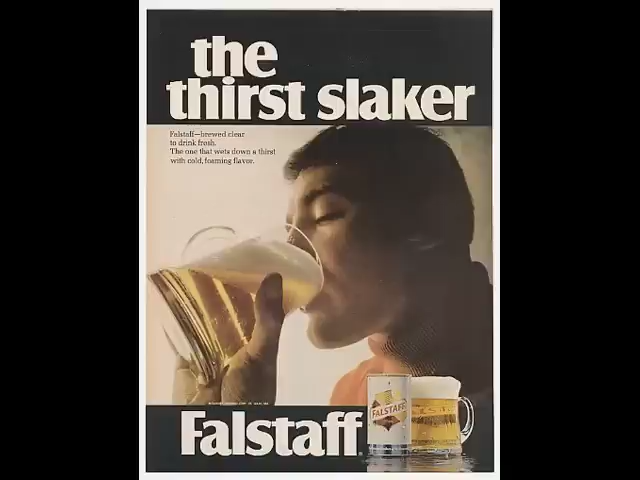 the
thirst slaker
Falstaff—brewed clear
to drink fresh.
The one that wets down a thirst
with cold, foaming flavor.
Falstaff
FALSTAFF